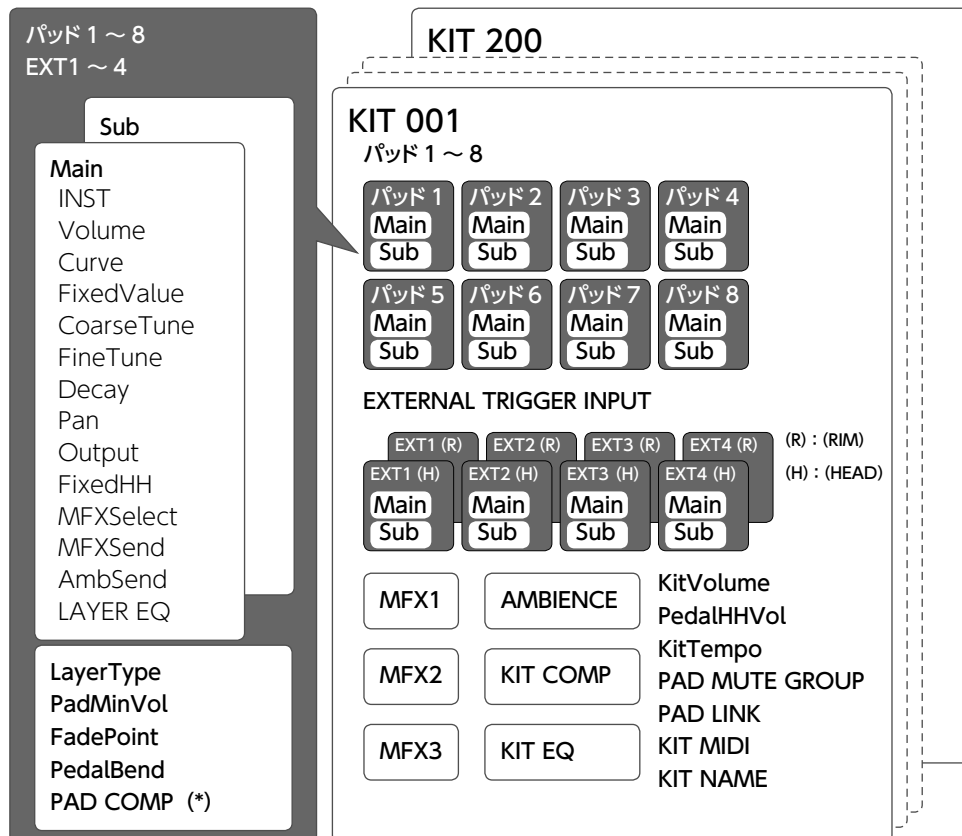 パッド 1 ～ 8
EXT1 ～ 4
Sub
Main
INST
Volume
Curve
FixedValue
CoarseTune
FineTune
Decay
Pan
Output
FixedHH
MFXSelect
MFXSend
AmbSend
LAYER EQ
LayerType
PadMinVol
FadePoint
PedalBend
PAD COMP (*)
KIT 200
KIT 001
パッド 1 ～ 8
パッド 1 パッド 2 パッド 3 パッド 4
Main Main Main Main
Sub Sub Sub Sub
パッド 5 パッド 6 パッド 7 パッド 8
Main Main Main Main
Sub Sub Sub Sub
EXTERNAL TRIGGER INPUT
EXT1 (R) EXT2 (R) EXT3 (R) EXT4 (R) (R)：(RIM)
EXT1 (H) EXT2 (H) EXT3 (H) EXT4 (H) (H)：(HEAD)
Main Main Main Main
Sub Sub Sub Sub
MFX1
AMBIENCE
MFX2
KIT COMP
MFX3
KIT EQ
KitVolume
PedalHHVol
KitTempo
PAD MUTE GROUP
PAD LINK
KIT MIDI
KIT NAME